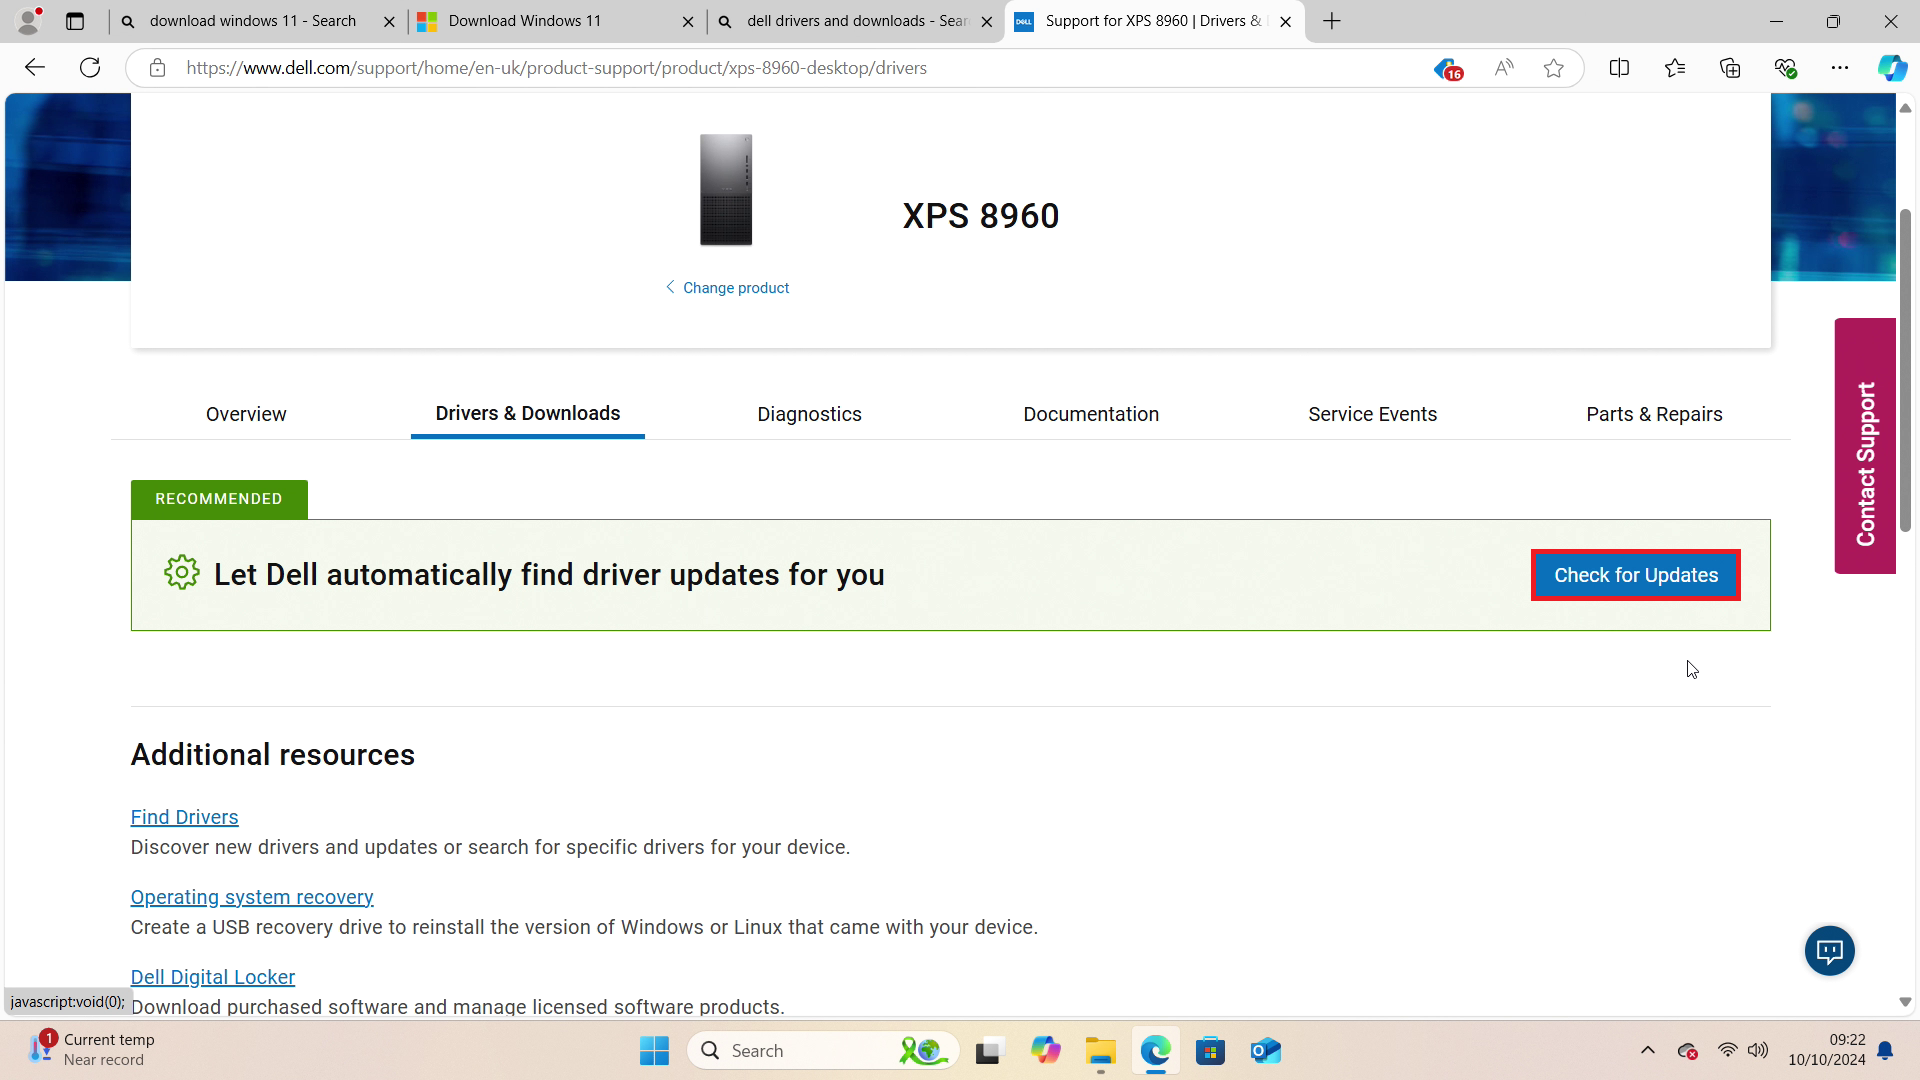 download windows 11 - Search
Download Windows 11
dell drivers and downloads - Sear
DELL
Support for XPS 8960 | Drivers &
https://www.dell.com/support/home/en-uk/product-support/product/xps-8960-desktop/drivers
16
XPS 8960
Change product
Overview
Drivers & Downloads
Diagnostics
Documentation
Service Events
Parts & Repairs
Contact Support
RECOMMENDED
Let Dell automatically find driver updates for you
Check for Updates
Additional resources
Find Drivers
Discover new drivers and updates or search for specific drivers for your device.
Operating system recovery
Create a USB recovery drive to reinstall the version of Windows or Linux that came with your device.
Dell Digital Locker
javascript:void(0);
Download purchased software and manage licensed software products.
1
Current temp
Near record
Search
09:22
10/10/2024